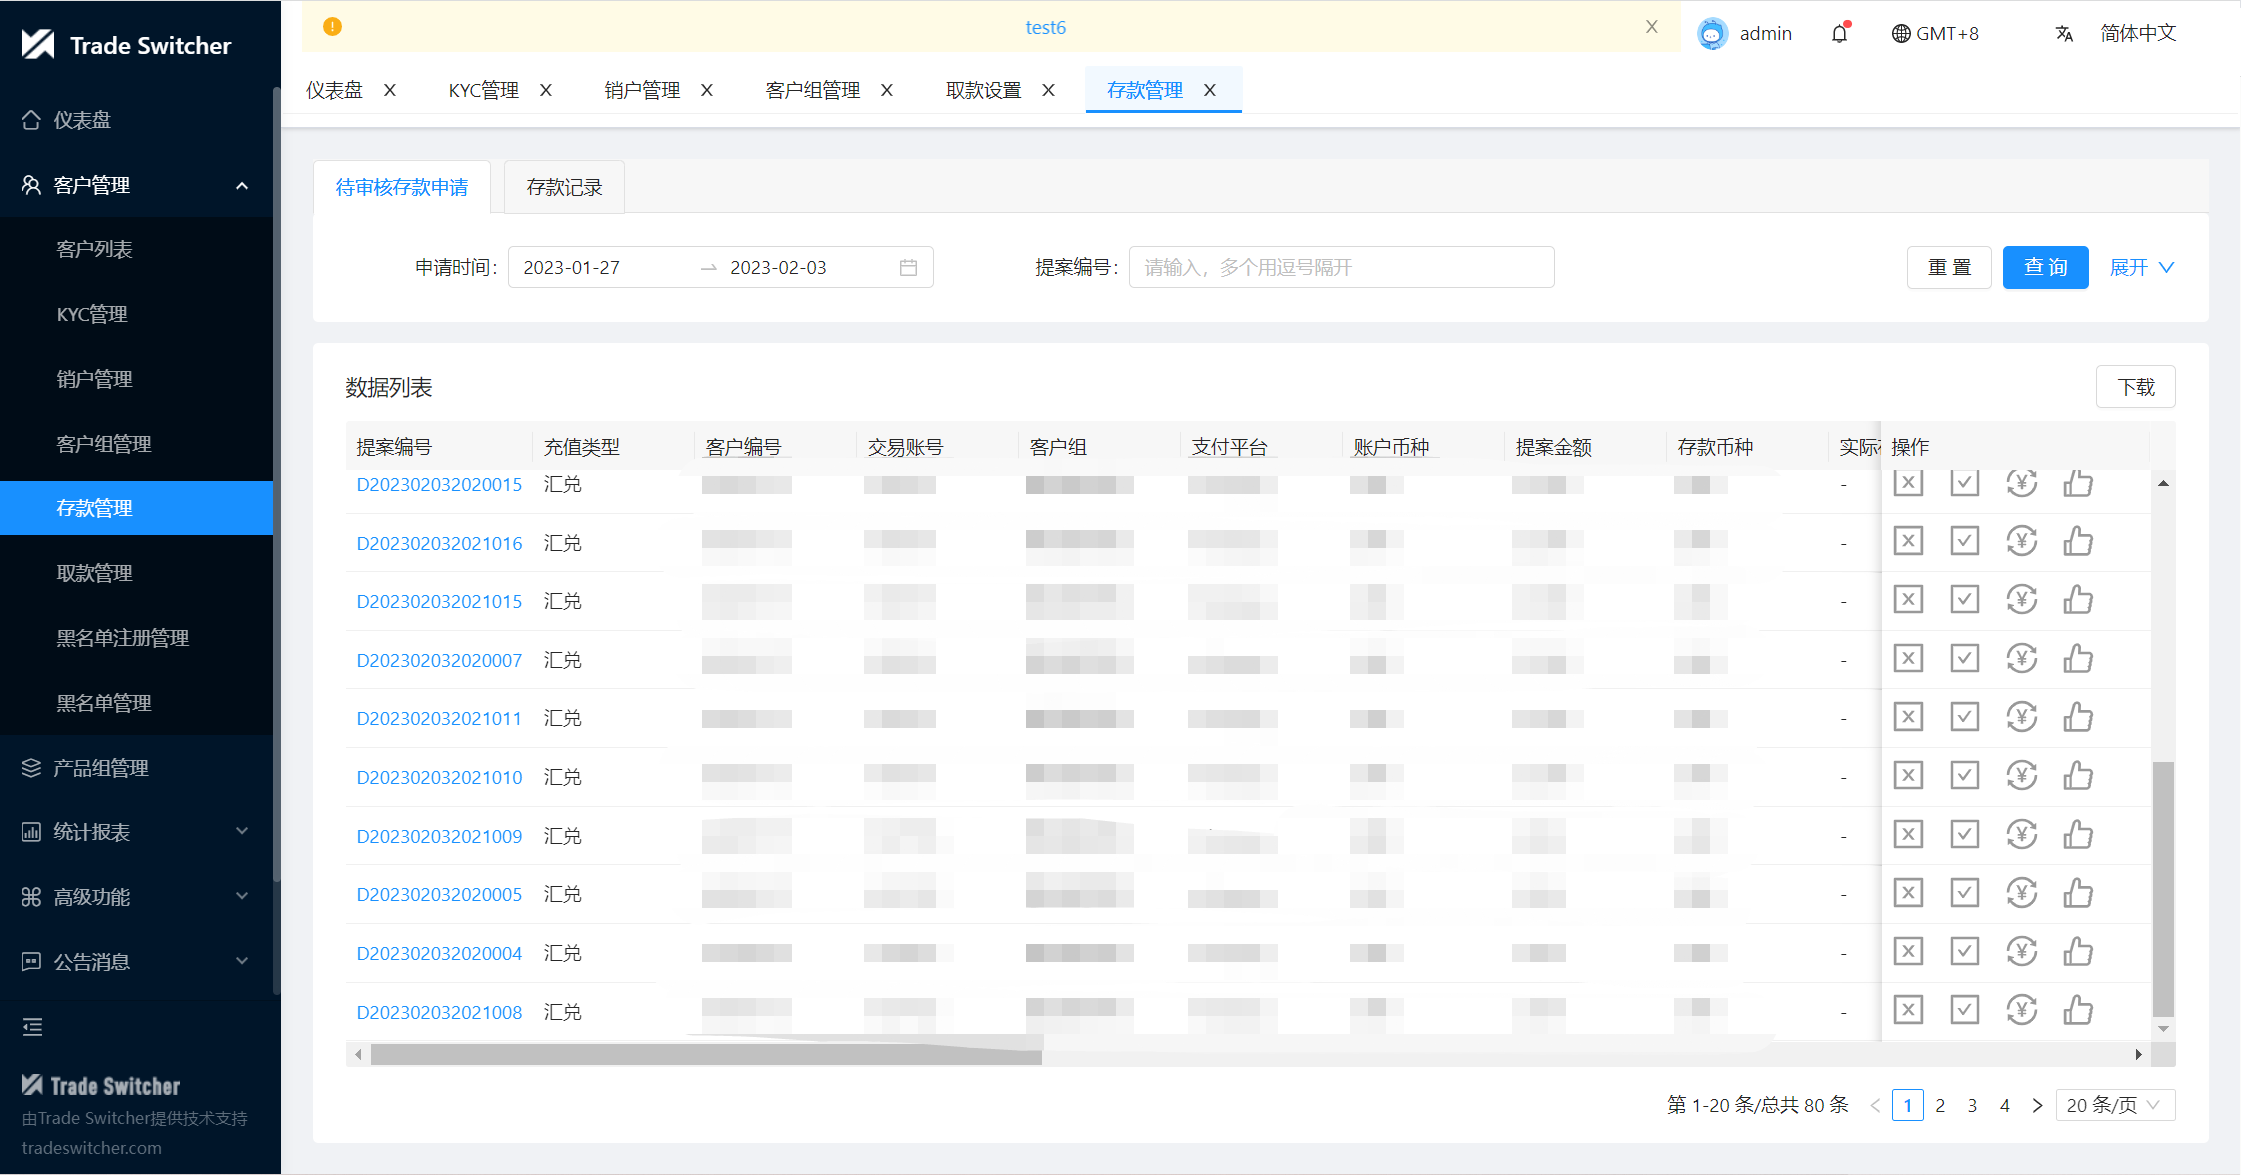 Trade Switcher
test6
admin
GMT+8
简体中文
仪表盘
KYC管理
销户管理
客户组管理
取款设置
存款管理
仪表盘
客户管理
客户列表
KYC管理
销户管理
客户组管理
存款管理
取款管理
黑名单注册管理
黑名单管理
产品组管理
统计报表
高级功能
公告消息
Trade Switcher
由Trade Switcher提供技术支持
tradeswitcher.com
待审核存款申请 存款记录
申请时间: 2023-01-27 → 2023-02-03 提案编号: 请输入，多个用逗号隔开 重 置 查 询 展开
数据列表 下载
提案编号 充值类型 客户编号 交易账号 客户组 支付平台 账户币种 提案金额 存款币种 实际 操作
D202302032020015 汇兑 -
D202302032021016 汇兑 -
D202302032021015 汇兑 -
D202302032020007 汇兑 -
D202302032021011 汇兑 -
D202302032021010 汇兑 -
D202302032021009 汇兑 -
D202302032020005 汇兑 -
D202302032020004 汇兑 -
D202302032021008 汇兑 -
第 1-20 条/总共 80 条 < 1 2 3 4 > 20 条/页